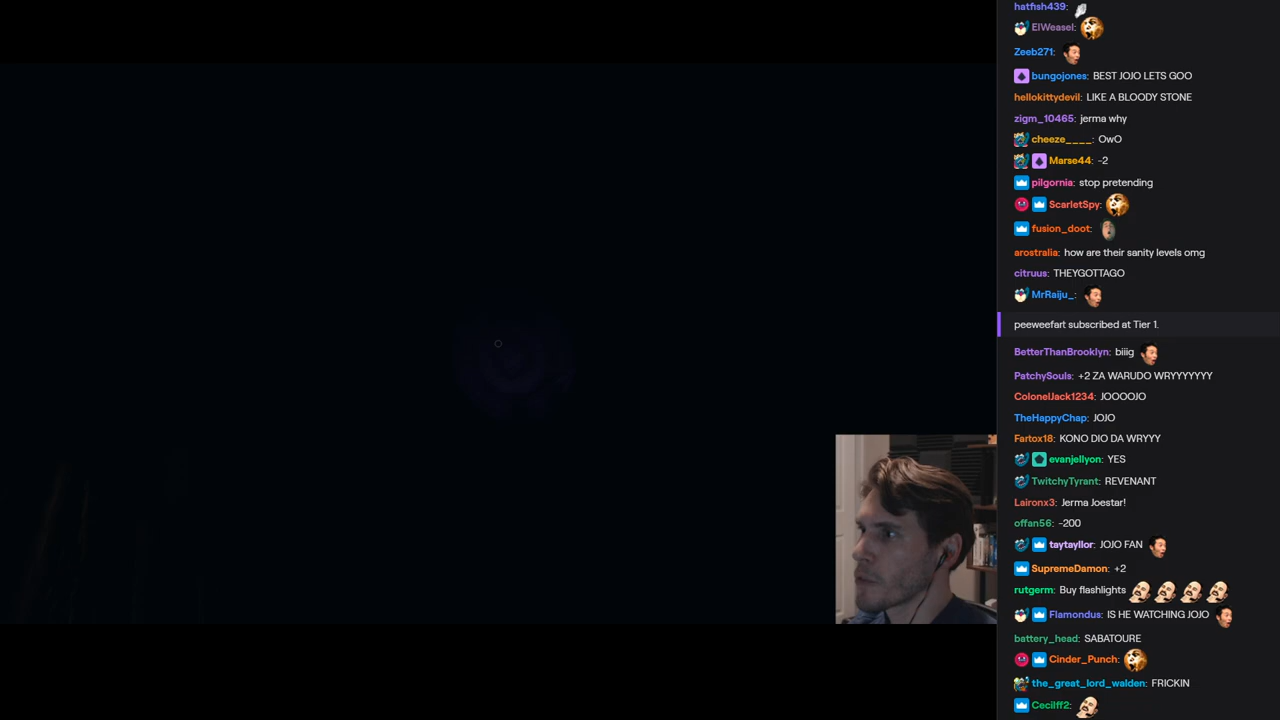 hatfish439:
ElWeasel:
Zeeb271:
bungojones: BEST JOJO LETS GOO
hellokittydevil: LIKE A BLOODY STONE
zigm_10465: jerma why
cheeze____: OwO
Marse44: -2
pilgornia: stop pretending
ScarletSpy:
fusion_doot:
arostralia: how are their sanity levels omg
citruus: THEYGOTTAGO
MrRaiju_:
peeweefart subscribed at Tier 1.
BetterThanBrooklyn: biiig
PatchySouls: +2 ZA WARUDO WRYYYYYYY
ColonelJack1234: JOOOOJO
TheHappyChap: JOJO
Fartox18: KONO DIO DA WRYYY
evanjellyon: YES
TwitchyTyrant: REVENANT
Laironx3: Jerma Joestar!
offan56: -200
taytayllor: JOJO FAN
SupremeDamon: +2
rutgerm: Buy flashlights
Flamondus: IS HE WATCHING JOJO
battery_head: SABATOURE
Cinder_Punch:
the_great_lord_walden: FRICKIN
Cecilff2: